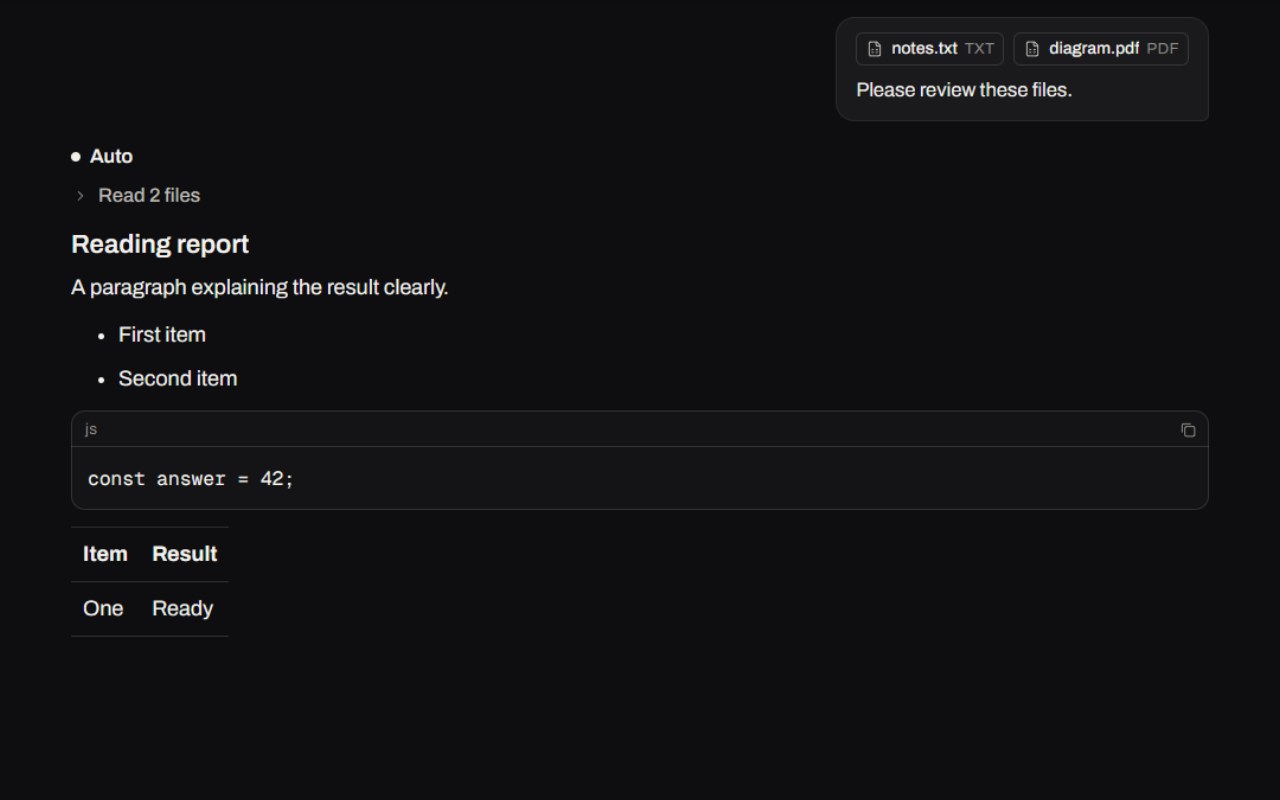 notes.txt TXT diagram.pdf PDF
Please review these files.
Auto
Read 2 files
Reading report
A paragraph explaining the result clearly.
First item
Second item
js
const answer = 42;
Item Result
One Ready